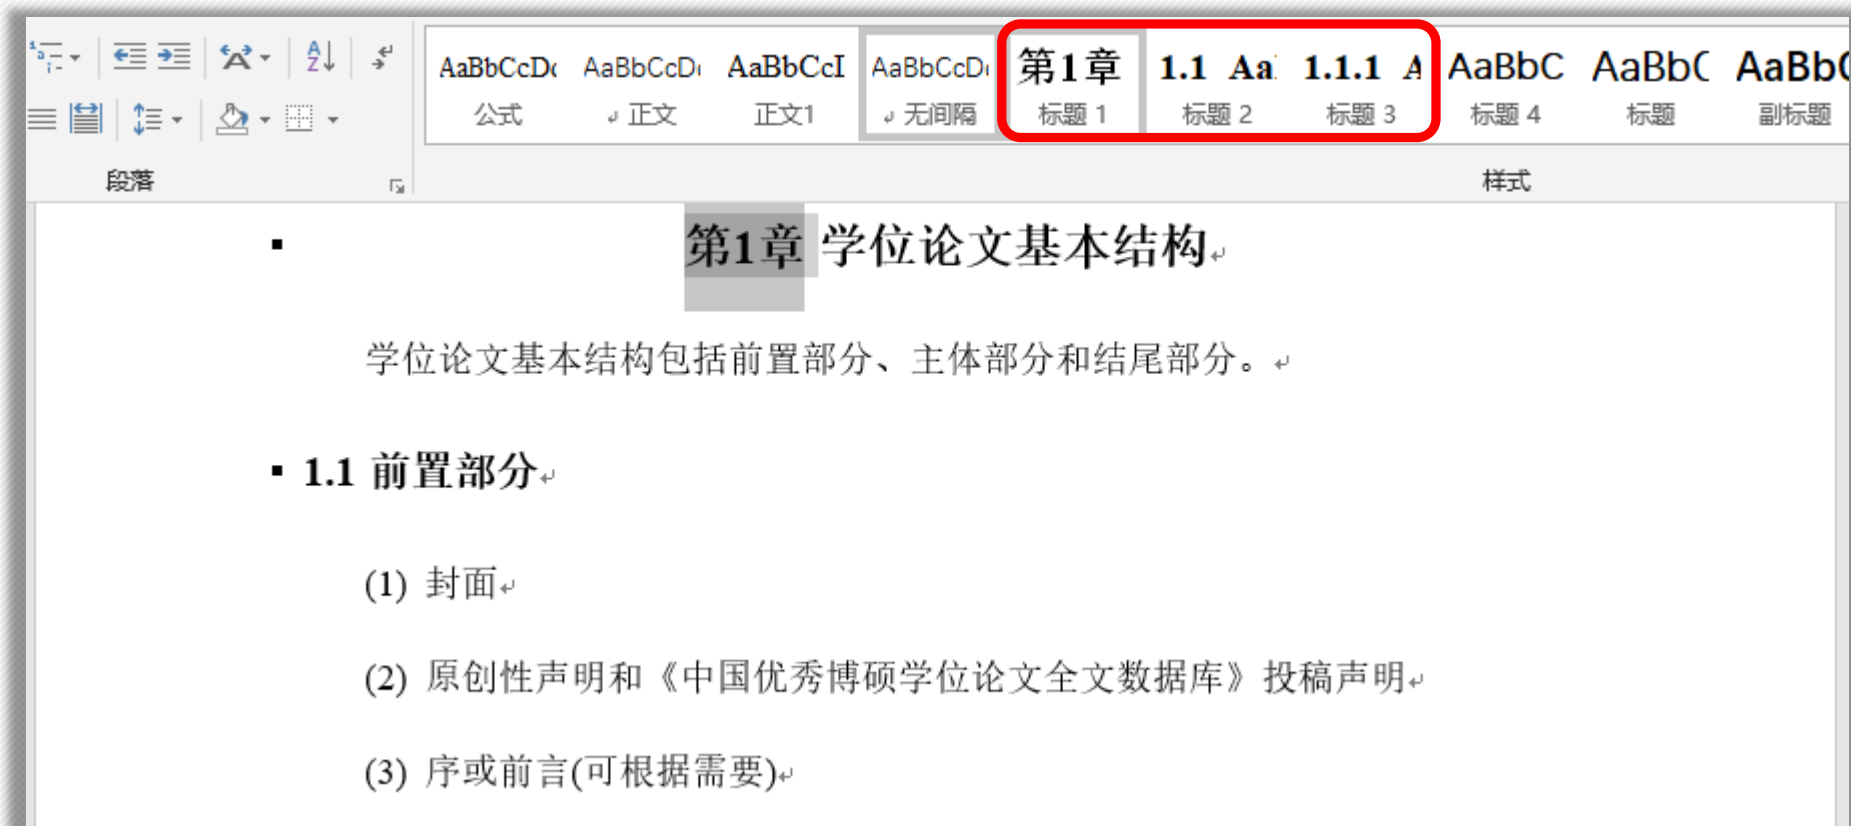 AaBbCcDc AaBbCcDc AaBbCcI AaBbCcDc 第1章 1.1 Aa 1.1.1 A AaBbC AaBbC AaBbC
公式 ↲ 正文 正文1 ↲ 无间隔 标题 1 标题 2 标题 3 标题 4 标题 副标题
段落 样式
第1章 学位论文基本结构↲
学位论文基本结构包括前置部分、主体部分和结尾部分。↲
▪ 1.1 前置部分↲
(1) 封面↲
(2) 原创性声明和《中国优秀博硕学位论文全文数据库》投稿声明↲
(3) 序或前言(可根据需要)↲